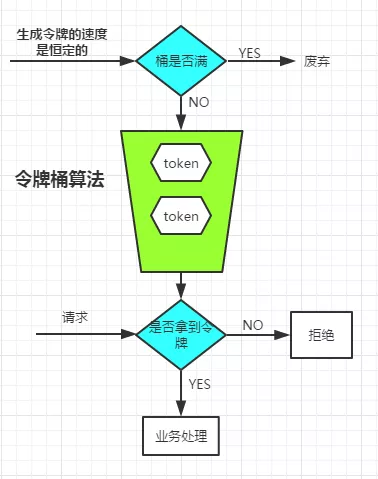 生成令牌的速度
是恒定的
桶是否满
YES
废弃
NO
token
令牌桶算法
token
请求
是否拿到令
牌
NO
拒绝
YES
业务处理